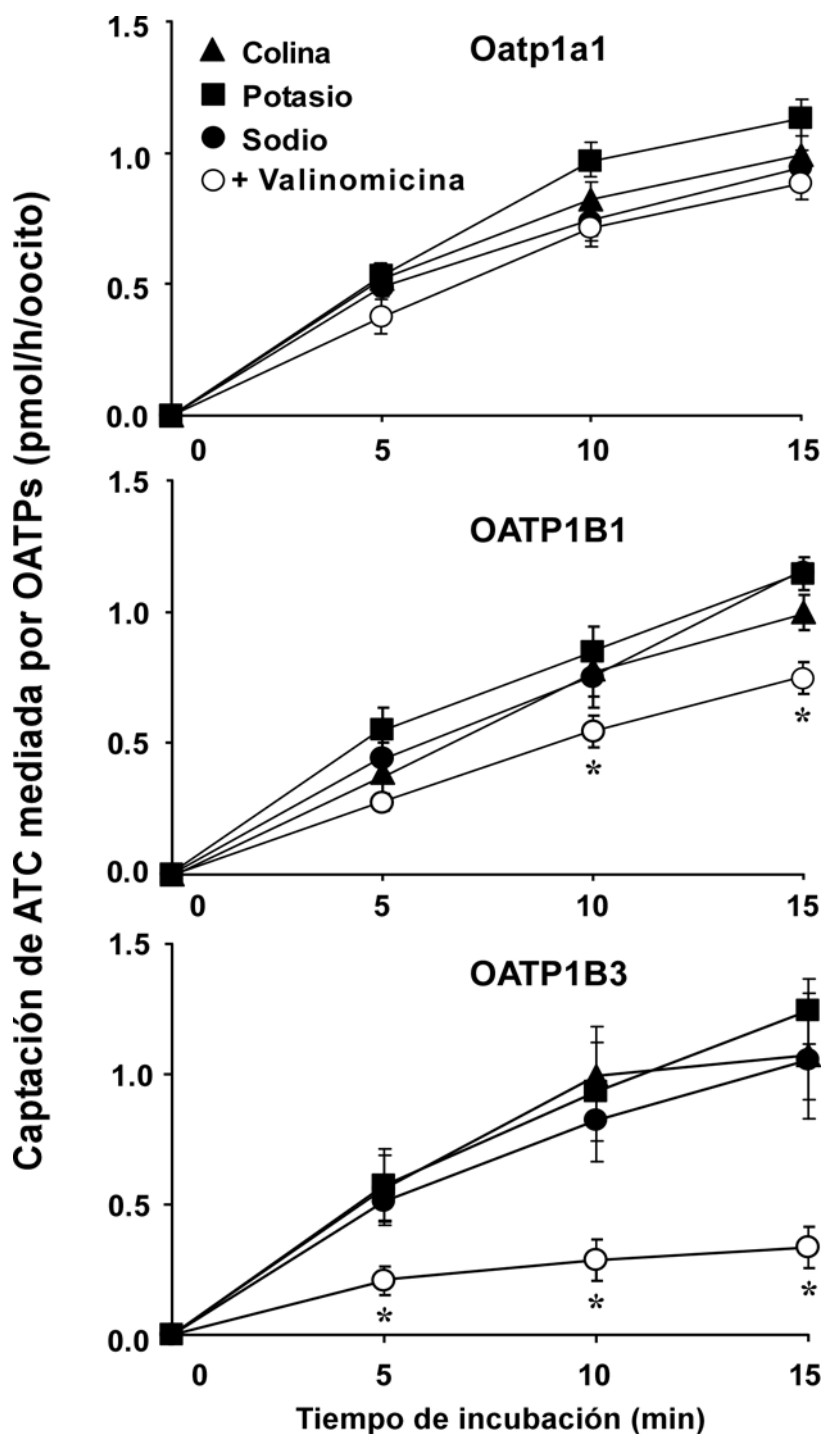 Captación de ATC mediada por OATPs (pmol/h/oocito)
1.5
Oatp1a1
Colina
Potasio
Sodio
+ Valinomicina
1.0
0.5
0.0
0 5 10 15
1.5
OATP1B1
1.0
*
0.5
*
0.0
0 5 10 15
1.5
OATP1B3
1.0
0.5
* * *
0.0
0 5 10 15
Tiempo de incubación (min)